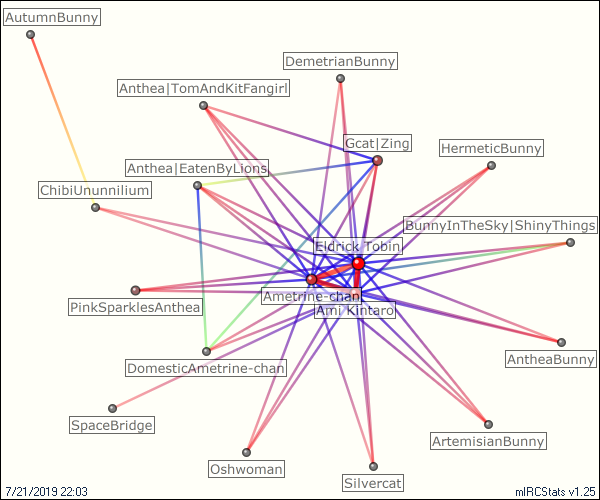 AutumnBunny
DemetrianBunny
Anthea|TomAndKitFangirl
Gcat|Zing
HermeticBunny
Anthea|EatenByLions
ChibiUnunnilium
BunnyInTheSky|ShinyThings
Eldrick Tobin
Ametrine-chan
PinkSparklesAnthea
Ami Kintaro
AntheaBunny
DomesticAmetrine-chan
SpaceBridge
ArtemisianBunny
Oshwoman
Silvercat
7/21/2019 22:03
mIRCStats v1.25